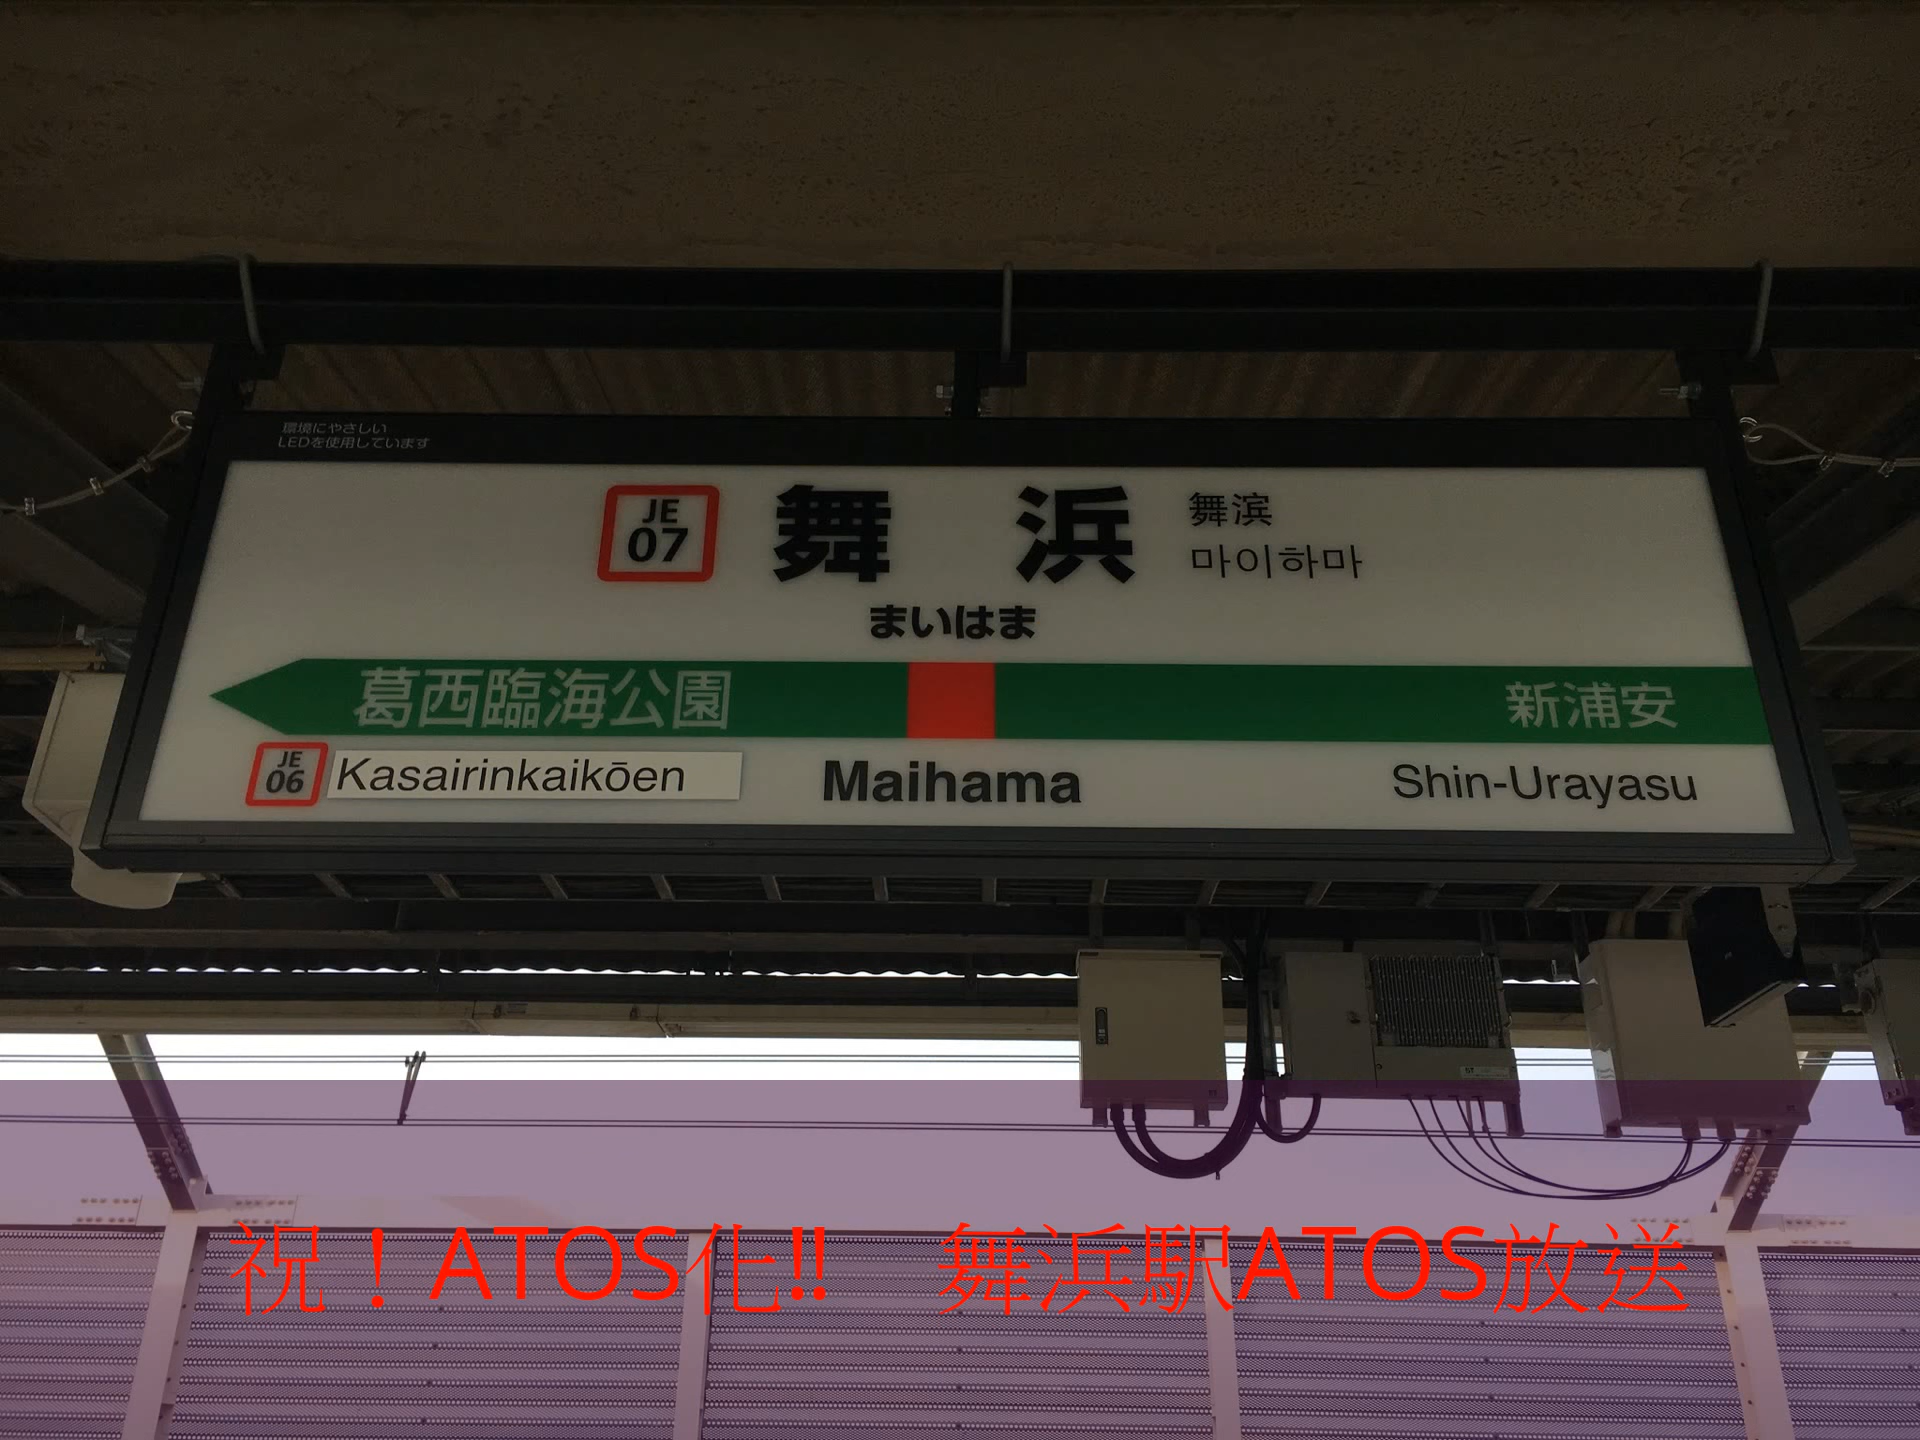 環境にやさしい
LEDを使用しています
JE
07
舞浜
舞滨
마이하마
まいはま
葛西臨海公園
新浦安
JE
06
Kasairinkaikōen
Maihama
Shin-Urayasu
祝！ATOS化!!　舞浜駅ATOS放送